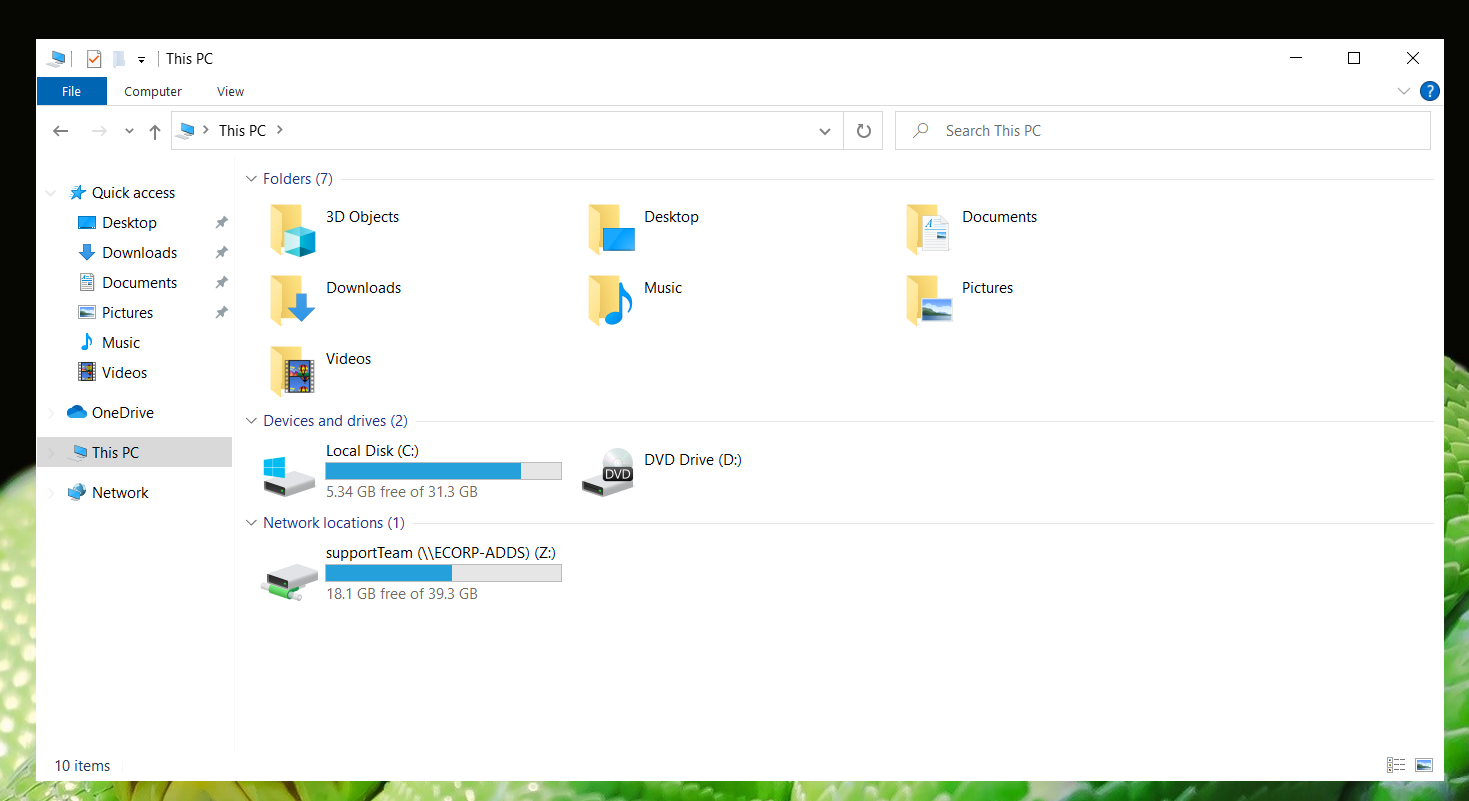 This PC
File Computer View ?
This PC
Search This PC
Quick access
Desktop
Downloads
Documents
Pictures
Music
Videos
OneDrive
This PC
Network
Folders (7)
3D Objects Desktop Documents
Downloads Music Pictures
Videos
Devices and drives (2)
Local Disk (C:)
5.34 GB free of 31.3 GB
DVD
DVD Drive (D:)
Network locations (1)
supportTeam (\\ECORP-ADDS) (Z:)
18.1 GB free of 39.3 GB
10 items